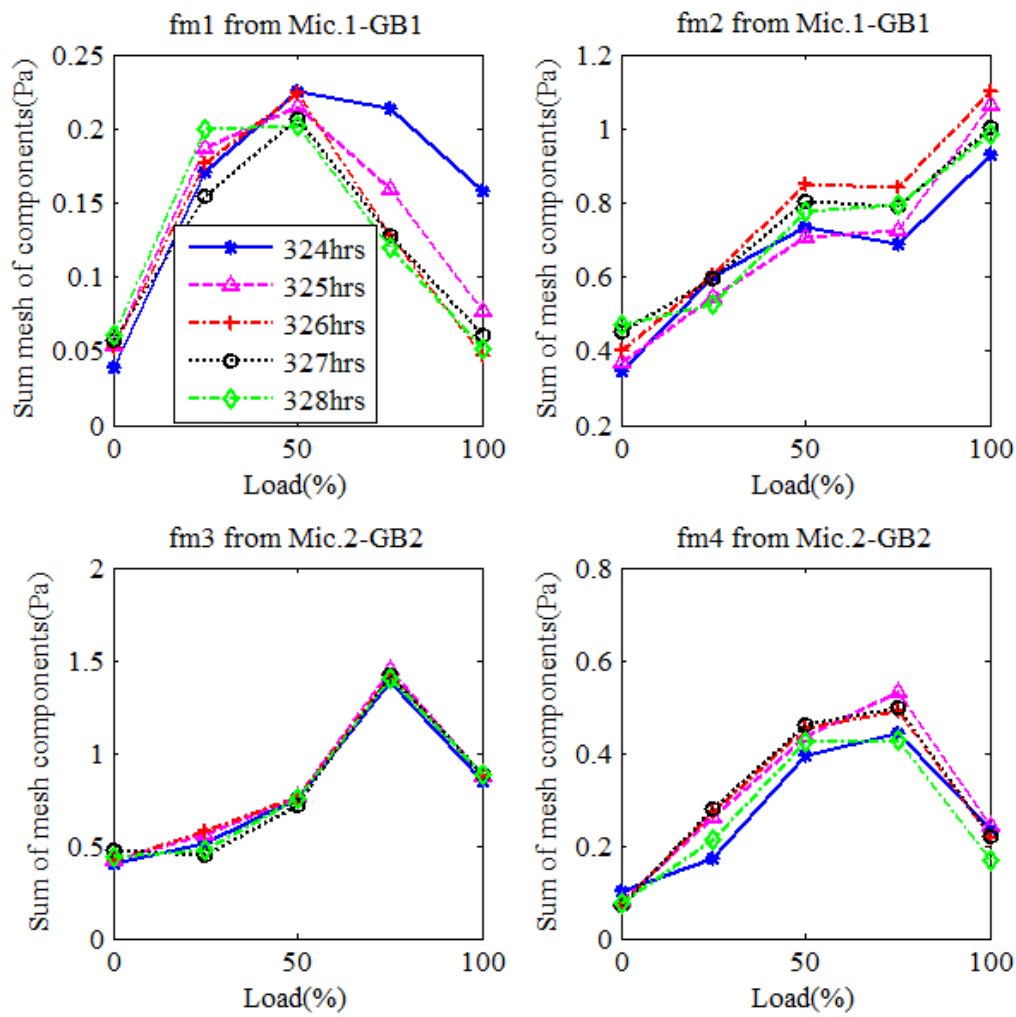 fm1 from Mic.1-GB1
Sum mesh of components(Pa)
0.25
0.2
0.15
0.1
0.05
0
324hrs
325hrs
326hrs
327hrs
328hrs
0
50
100
Load(%)
fm2 from Mic.1-GB1
Sum of mesh components(Pa)
1.2
1
0.8
0.6
0.4
0.2
0
50
100
Load(%)
fm3 from Mic.2-GB2
Sum of mesh components(Pa)
2
1.5
1
0.5
0
0
50
100
Load(%)
fm4 from Mic.2-GB2
Sum of mesh components(Pa)
0.8
0.6
0.4
0.2
0
0
50
100
Load(%)